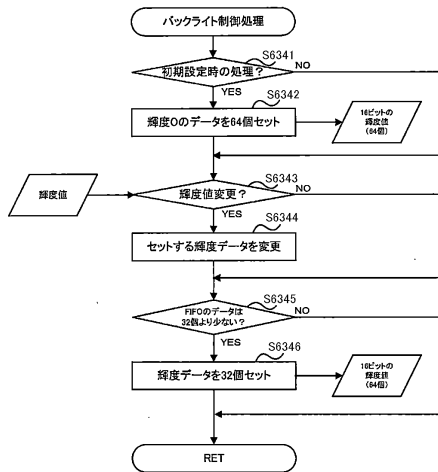 バックライト制御処理
S6341
初期設定時の処理?
NO
YES
S6342
輝度0のデータを64個セット
16ビットの
輝度値
(64個)
S6343
輝度値
輝度値変更?
NO
YES
S6344
セットする輝度データを変更
S6345
FIFOのデータは
32個より少ない?
NO
YES
S6346
輝度データを32個セット
16ビットの
輝度値
(64個)
RET